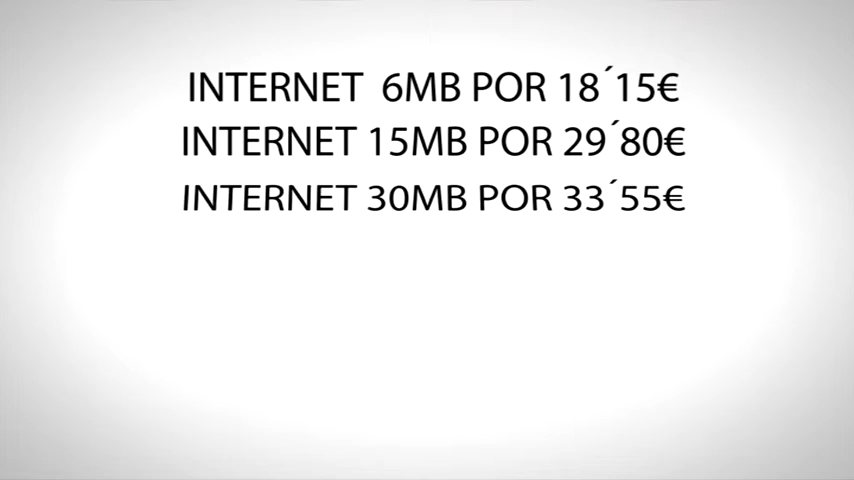 INTERNET  6MB POR 18´15€
INTERNET 15MB POR 29´80€
INTERNET 30MB POR 33´55€